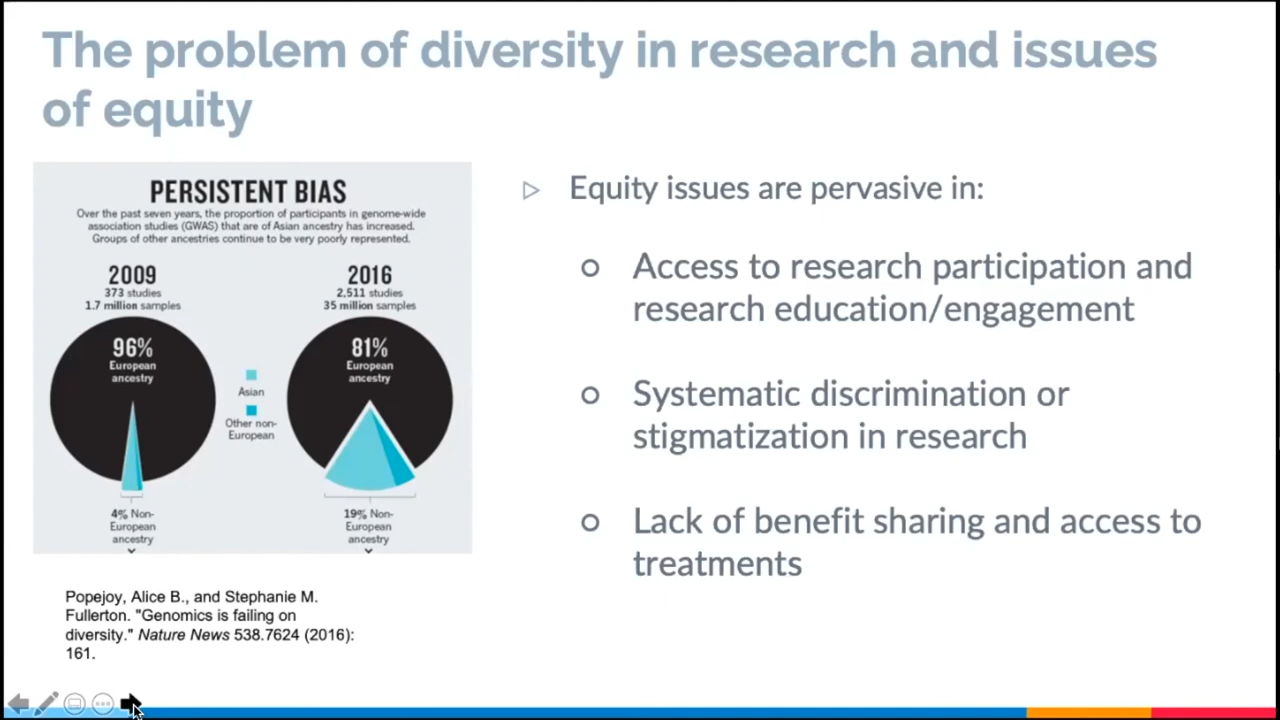 The problem of diversity in research and issues
of equity
PERSISTENT BIAS
Over the past seven years, the proportion of participants in genome-wide
association studies (GWAS) that are of Asian ancestry has increased.
Groups of other ancestries continue to be very poorly represented.
2009
373 studies
1.7 million samples
96%
European
ancestry
4% Non-
European
ancestry
Asian
Other non-
European
2016
2,511 studies
35 million samples
81%
European
ancestry
19% Non-
European
ancestry
Popejoy, Alice B., and Stephanie M.
Fullerton. "Genomics is failing on
diversity." Nature News 538.7624 (2016):
161.
Equity issues are pervasive in:
Access to research participation and
research education/engagement
Systematic discrimination or
stigmatization in research
Lack of benefit sharing and access to
treatments